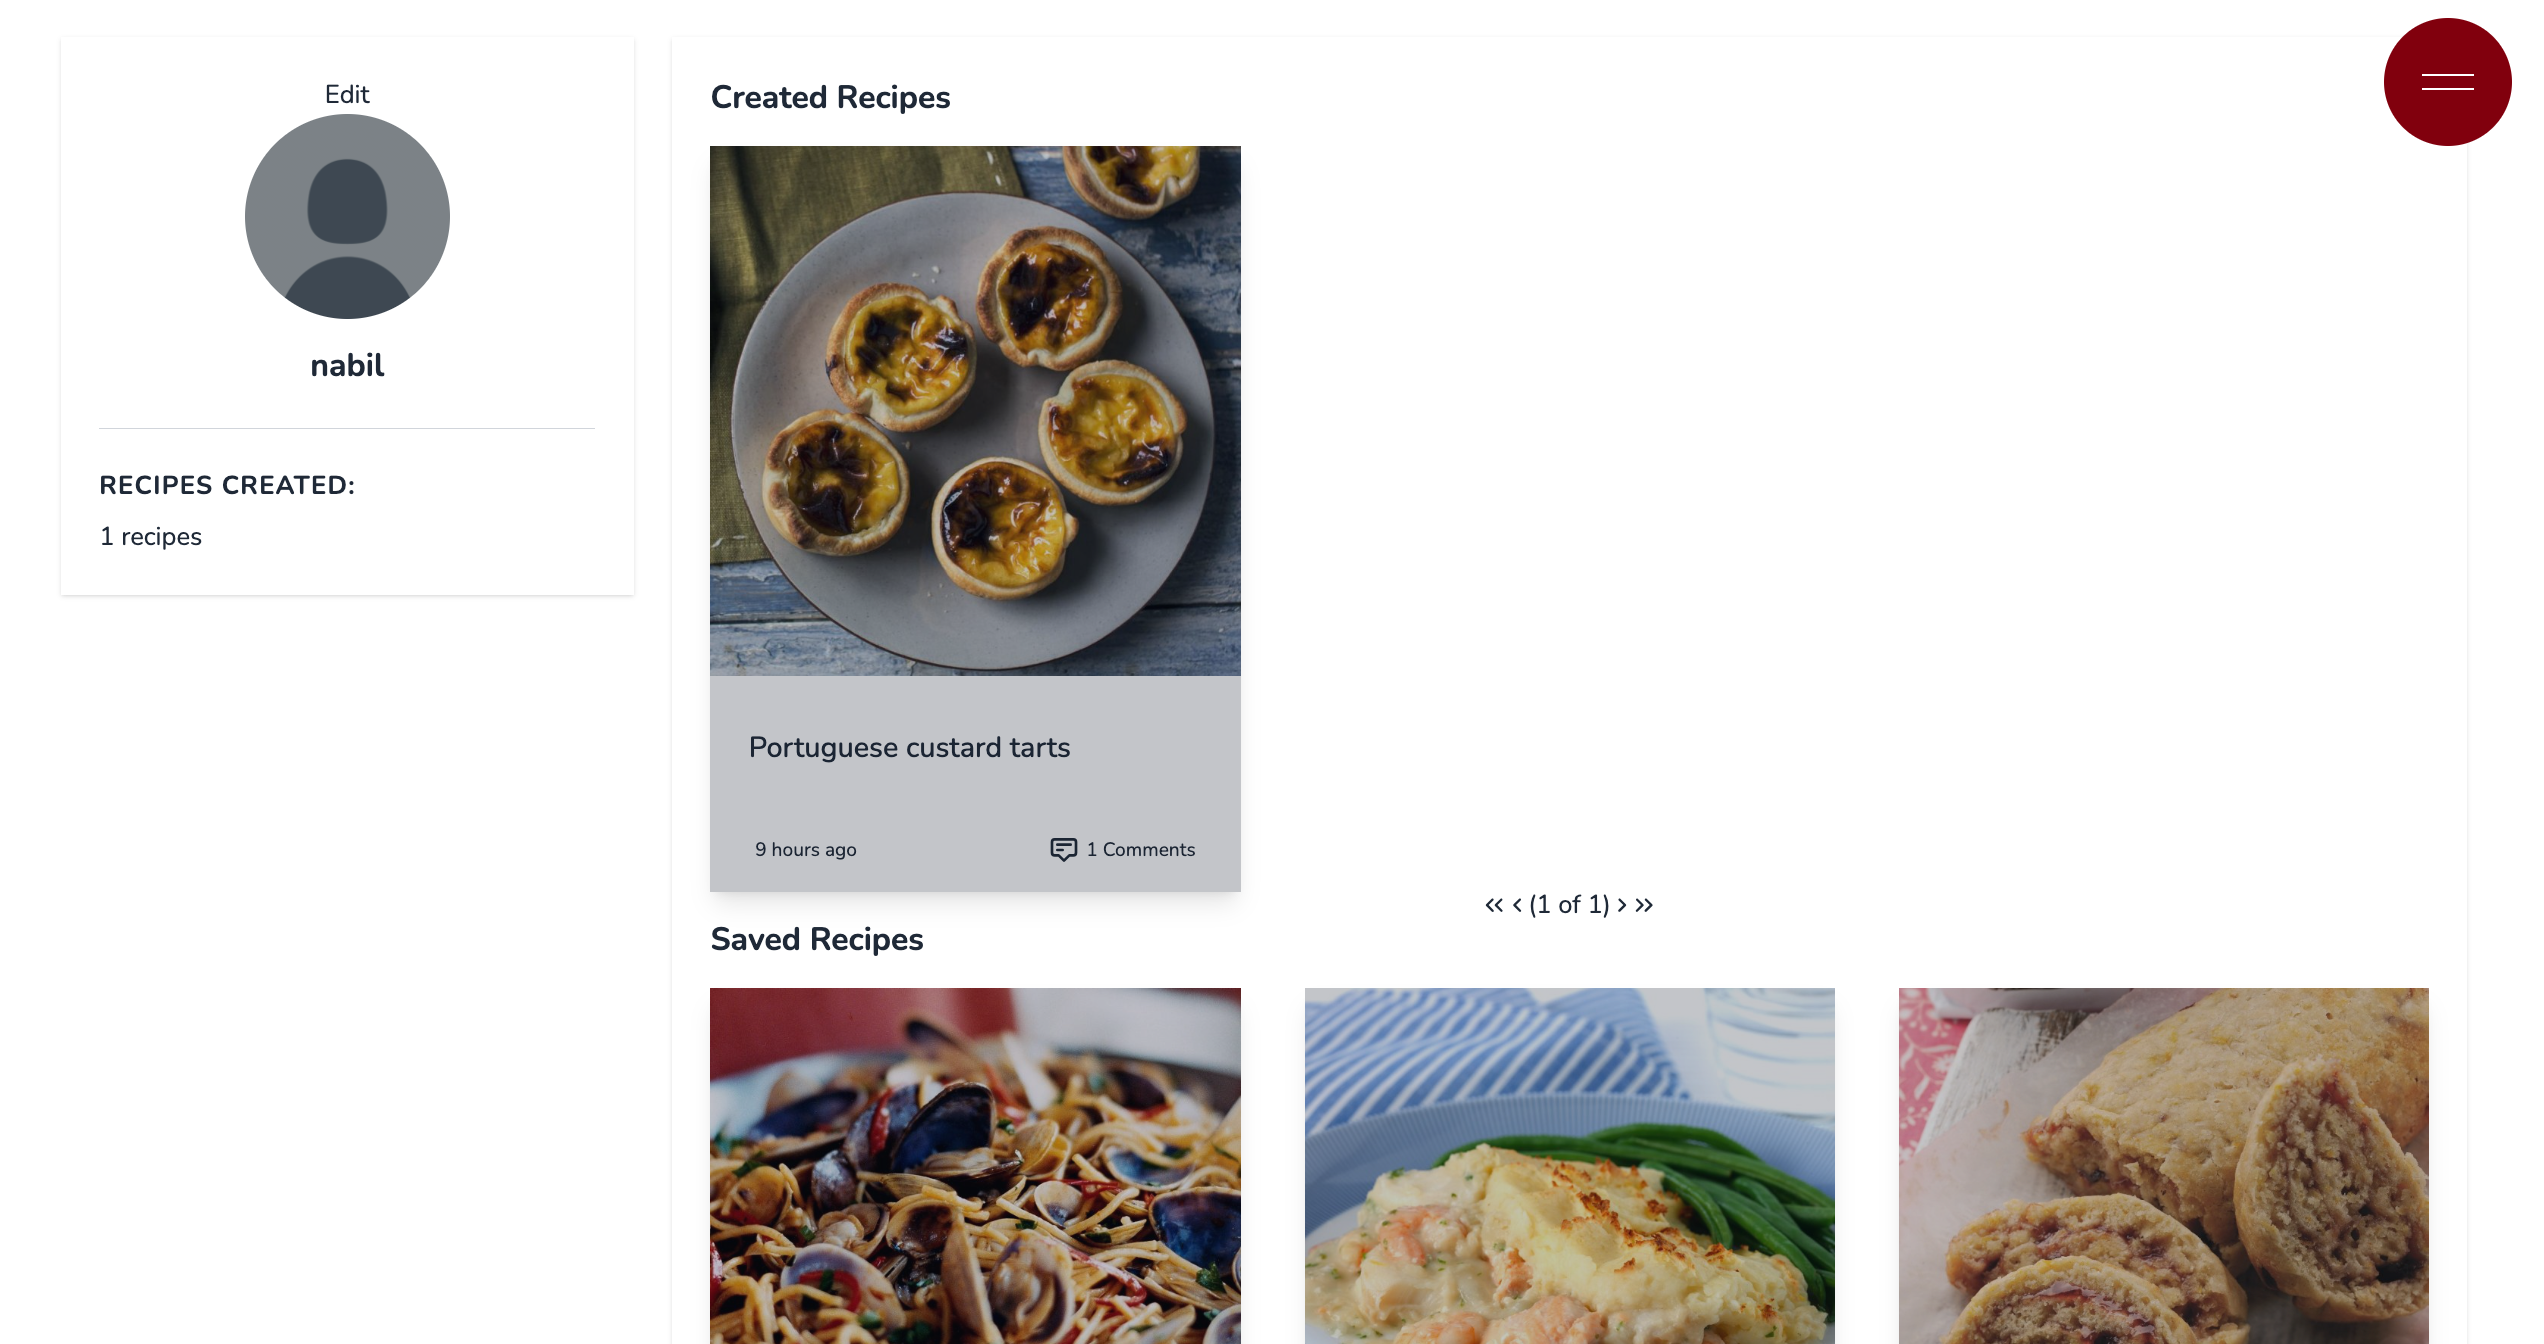 Edit
nabil
RECIPES CREATED:
1 recipes
Created Recipes
Portuguese custard tarts
9 hours ago
1 Comments
(1 of 1)
Saved Recipes